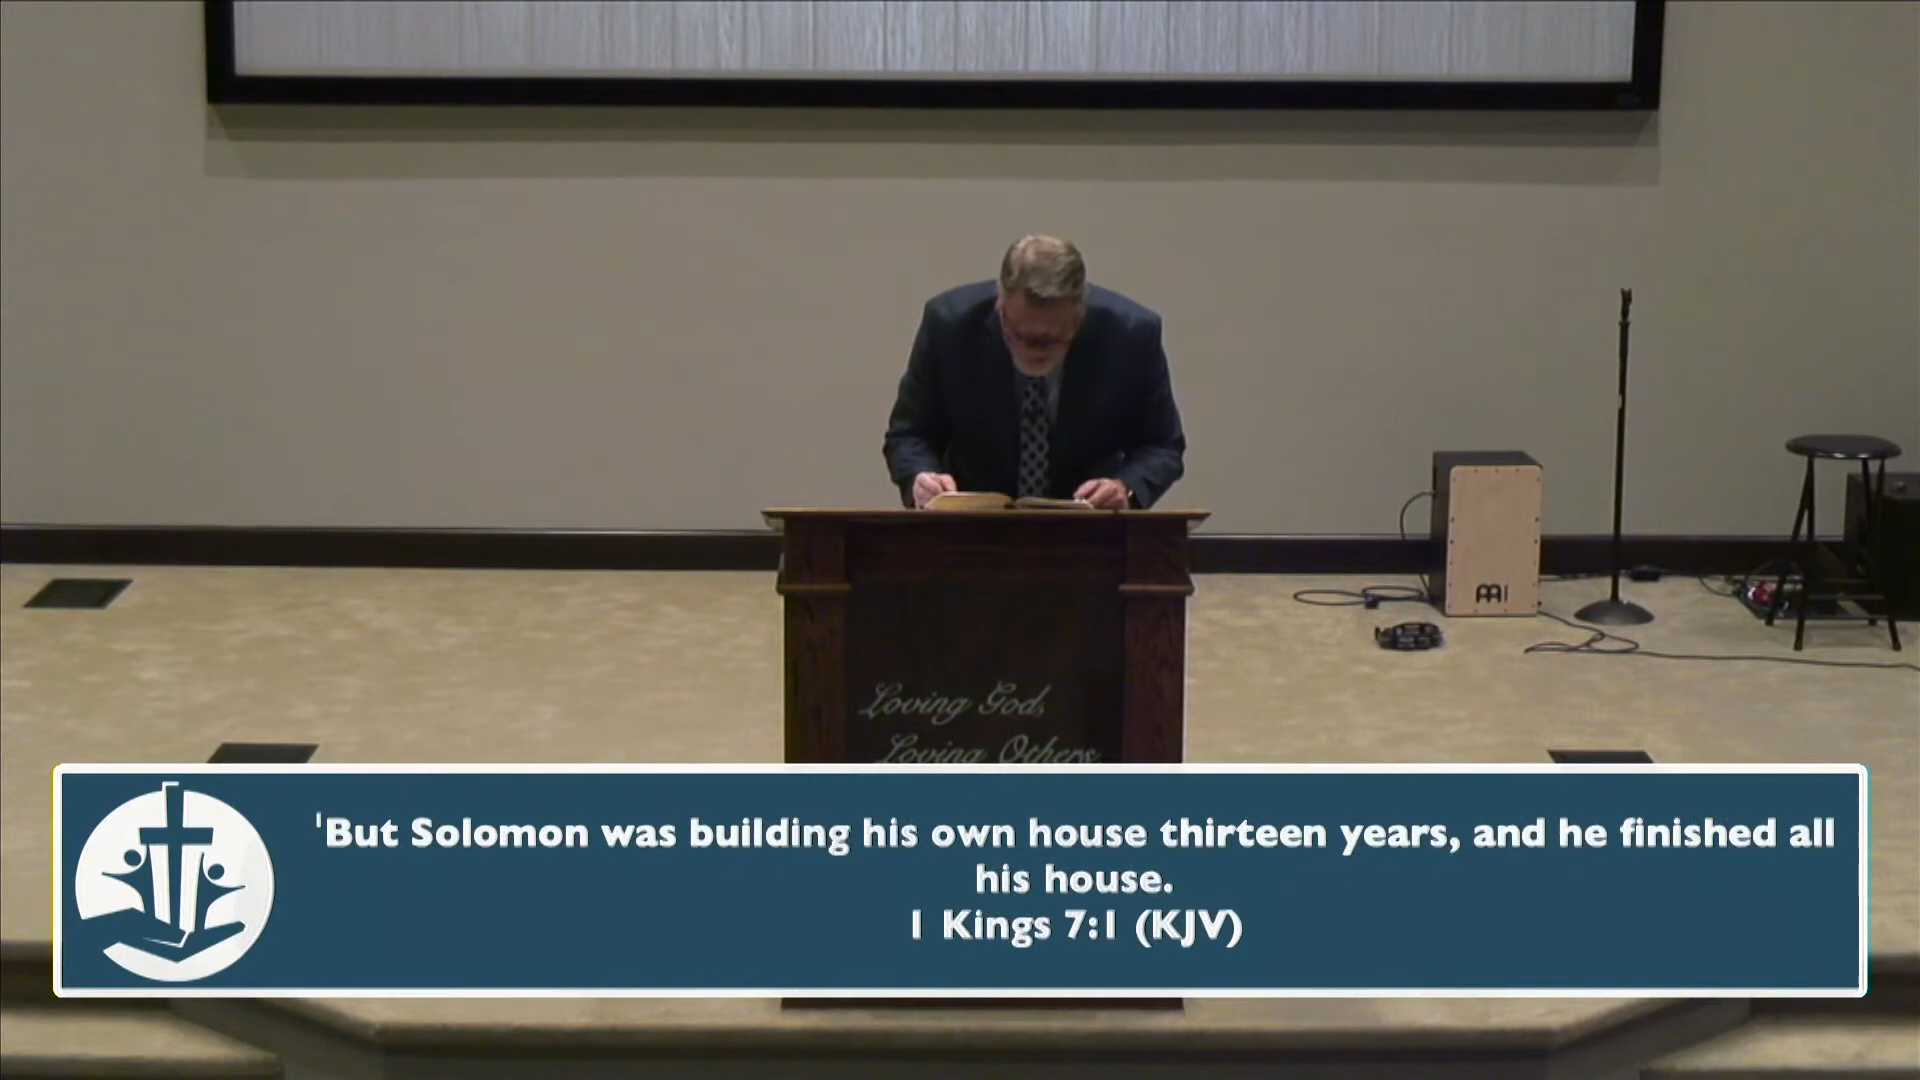 Loving God,
Loving Others
'But Solomon was building his own house thirteen years, and he finished all
his house.
1 Kings 7:1 (KJV)